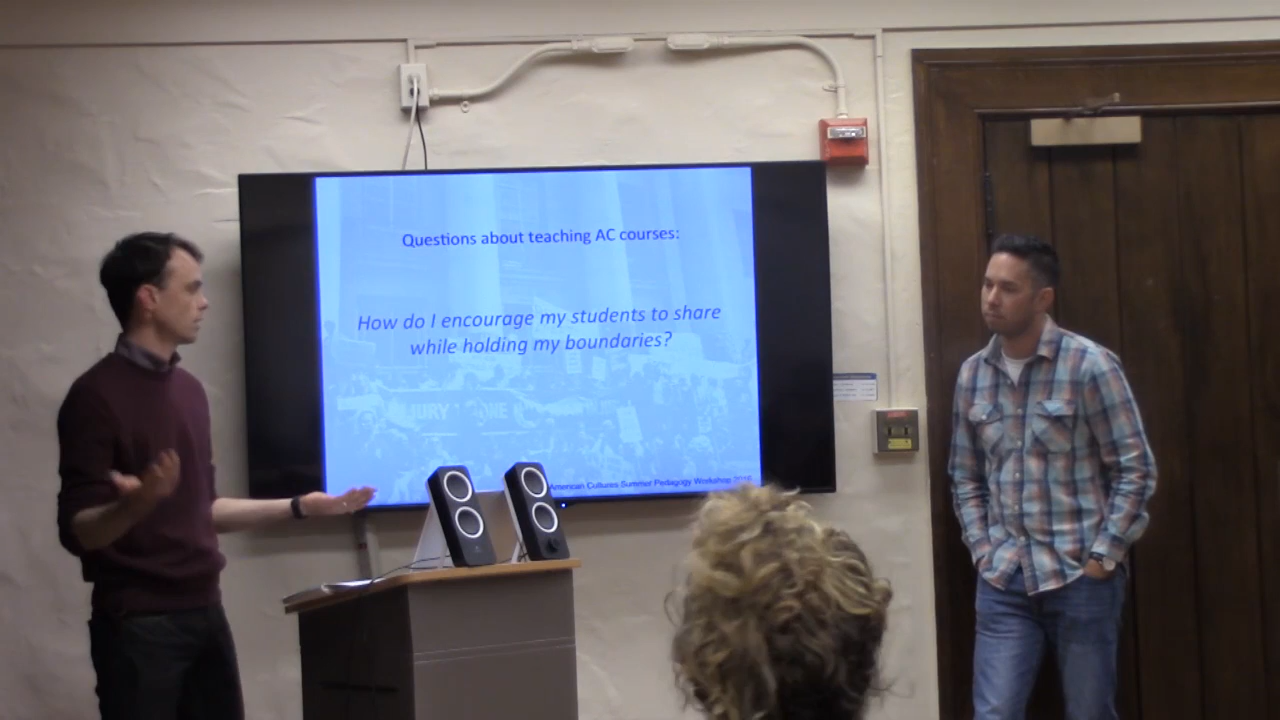 Questions about teaching AC courses:
How do I encourage my students to share
while holding my boundaries?
JURY
American Cultures Summer Pedagogy Workshop